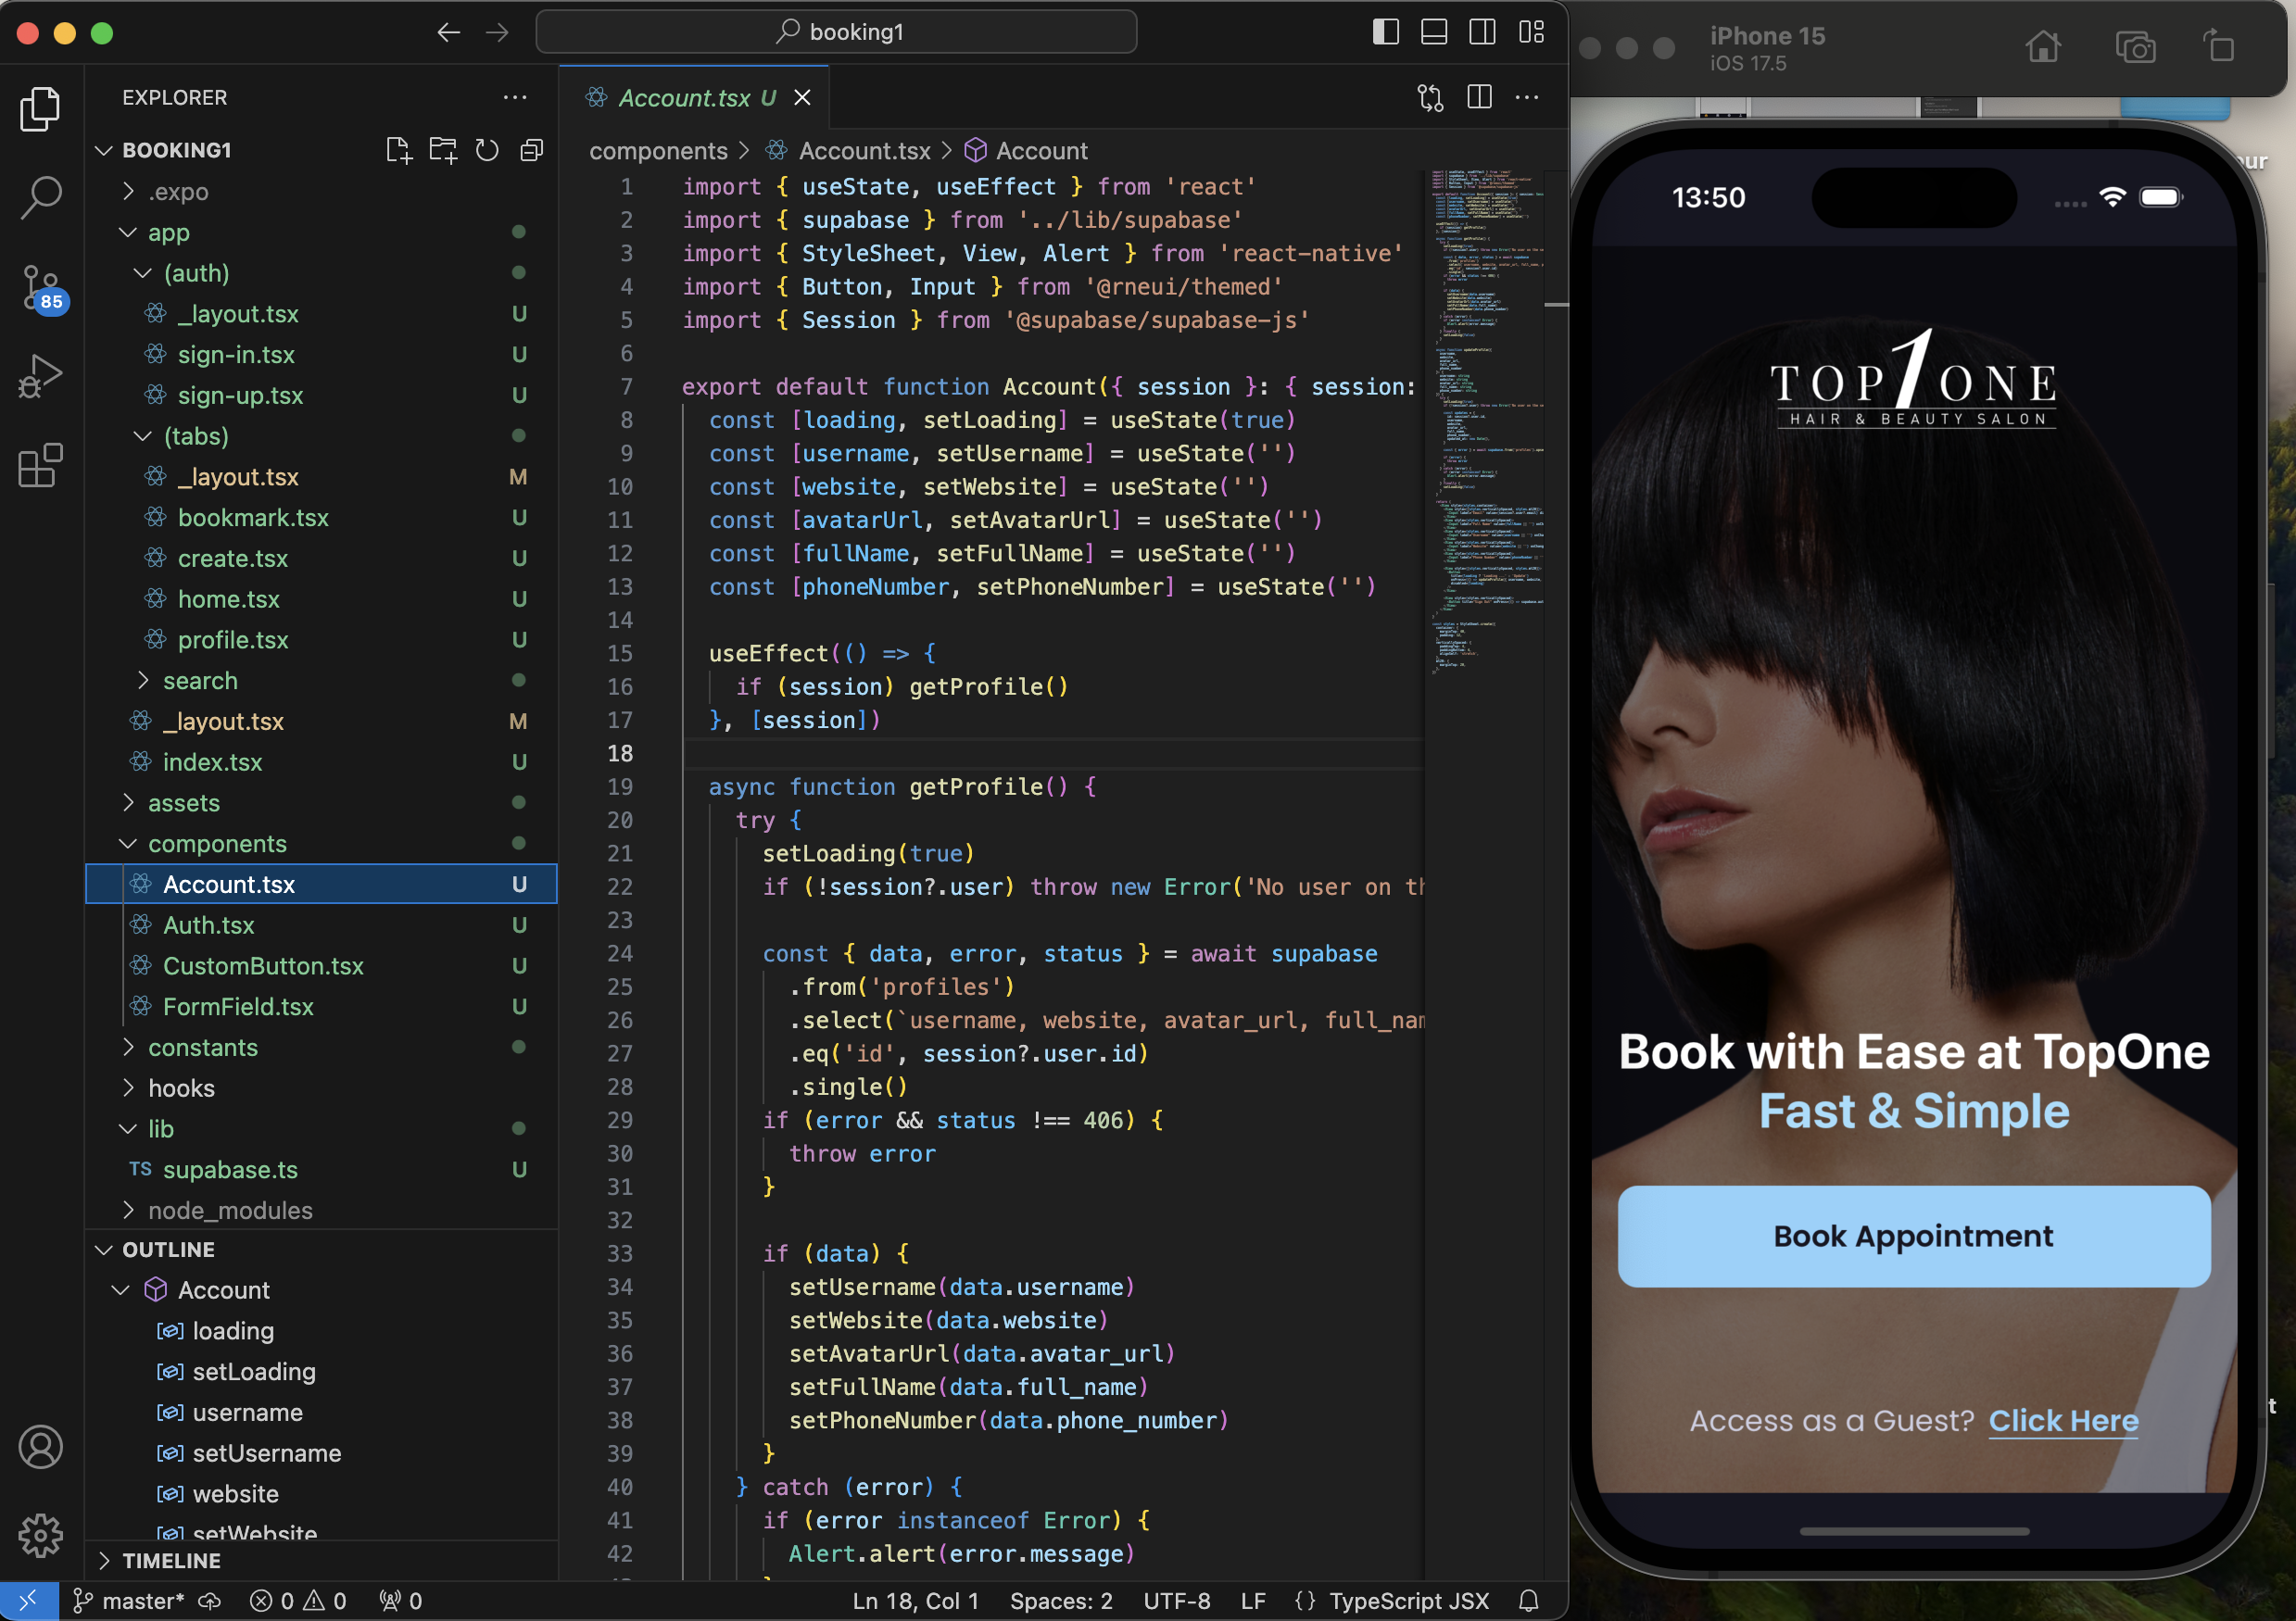 booking1
EXPLORER
BOOKING1
.expo
app
(auth)
_layout.tsx U
sign-in.tsx U
sign-up.tsx U
(tabs)
_layout.tsx M
bookmark.tsx U
create.tsx U
home.tsx U
profile.tsx U
search
_layout.tsx M
index.tsx U
assets
components
Account.tsx U
Auth.tsx U
CustomButton.tsx U
FormField.tsx U
constants
hooks
lib
TS supabase.ts U
node_modules
OUTLINE
Account
loading
setLoading
username
setUsername
website
setWebsite
TIMELINE
85
Account.tsx U
components > Account.tsx > Account
1 import { useState, useEffect } from 'react'
2 import { supabase } from '../lib/supabase'
3 import { StyleSheet, View, Alert } from 'react-native'
4 import { Button, Input } from '@rneui/themed'
5 import { Session } from '@supabase/supabase-js'
6
7 export default function Account({ session }: { session:
8 const [loading, setLoading] = useState(true)
9 const [username, setUsername] = useState('')
10 const [website, setWebsite] = useState('')
11 const [avatarUrl, setAvatarUrl] = useState('')
12 const [fullName, setFullName] = useState('')
13 const [phoneNumber, setPhoneNumber] = useState('')
14
15 useEffect(() => {
16 if (session) getProfile()
17 }, [session])
18
19 async function getProfile() {
20 try {
21 setLoading(true)
22 if (!session?.user) throw new Error('No user on th
23
24 const { data, error, status } = await supabase
25 .from('profiles')
26 .select(`username, website, avatar_url, full_nam
27 .eq('id', session?.user.id)
28 .single()
29 if (error && status !== 406) {
30 throw error
31 }
32
33 if (data) {
34 setUsername(data.username)
35 setWebsite(data.website)
36 setAvatarUrl(data.avatar_url)
37 setFullName(data.full_name)
38 setPhoneNumber(data.phone_number)
39 }
40 } catch (error) {
41 if (error instanceof Error) {
42 Alert.alert(error.message)
master* 0 0 0
Ln 18, Col 1 Spaces: 2 UTF-8 LF {} TypeScript JSX
iPhone 15
iOS 17.5
13:50
TOP1ONE
HAIR & BEAUTY SALON
Book with Ease at TopOne
Fast & Simple
Book Appointment
Access as a Guest? Click Here